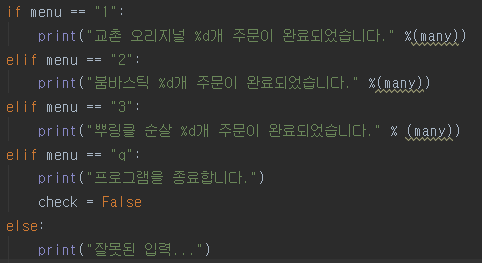 if menu == "1":
    print("교촌 오리지널 %d개 주문이 완료되었습니다." %(many))
elif menu == "2":
    print("붐바스틱 %d개 주문이 완료되었습니다." %(many))
elif menu == "3":
    print("뿌링클 순살 %d개 주문이 완료되었습니다." % (many))
elif menu == "q":
    print("프로그램을 종료합니다.")
    check = False
else:
    print("잘못된 입력...")